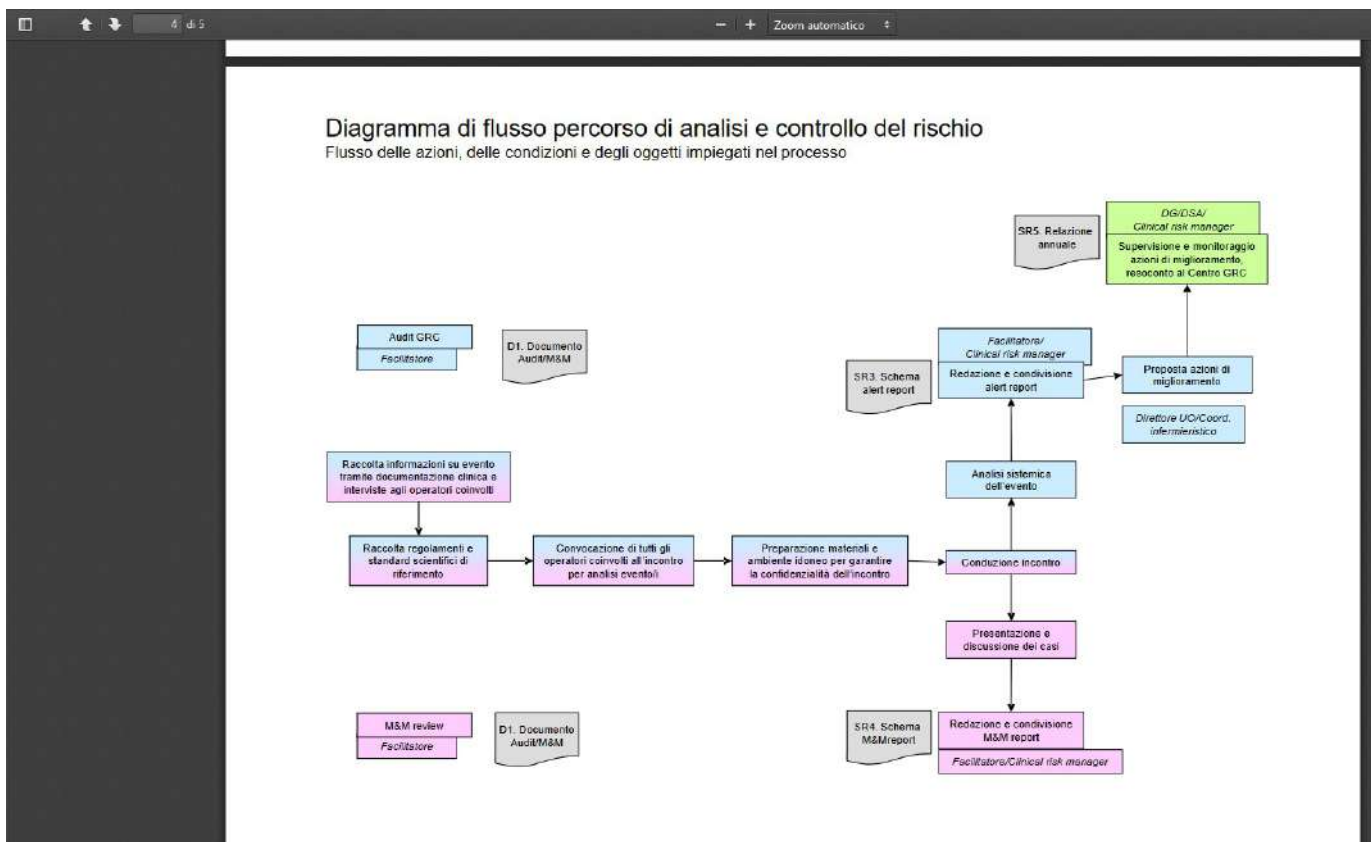 4 di 5
Zoom automatico
Diagramma di flusso percorso di analisi e controllo del rischio
Flusso delle azioni, delle condizioni e degli oggetti impiegati nel processo
SR5. Relazione
annuale
DG/DSA/
Clinical risk manager
Supervisione e monitoraggio
azioni di miglioramento,
resoconto al Centro GRC
Audit GRC
Facilitatore
D1. Documento
Audit/M&M
SR3. Schema
alert report
Facilitatore/
Clinical risk manager
Redazione e condivisione
alert report
Proposta azioni di
miglioramento
Direttore UO/Coord.
infermieristico
Raccolta informazioni su evento
tramite documentazione clinica e
interviste agli operatori coinvolti
Analisi sistemica
dell'evento
Raccolta regolamenti e
standard scientifici di
riferimento
Convocazione di tutti gli
operatori coinvolti all'incontro
per analisi evento/i
Preparazione materiali e
ambiente idoneo per garantire
la confidenzialità dell'incontro
Conduzione incontro
Presentazione e
discussione dei casi
M&M review
Facilitatore
D1. Documento
Audit/M&M
SR4. Schema
M&Mreport
Redazione e condivisione
M&M report
Facilitatore/Clinical risk manager